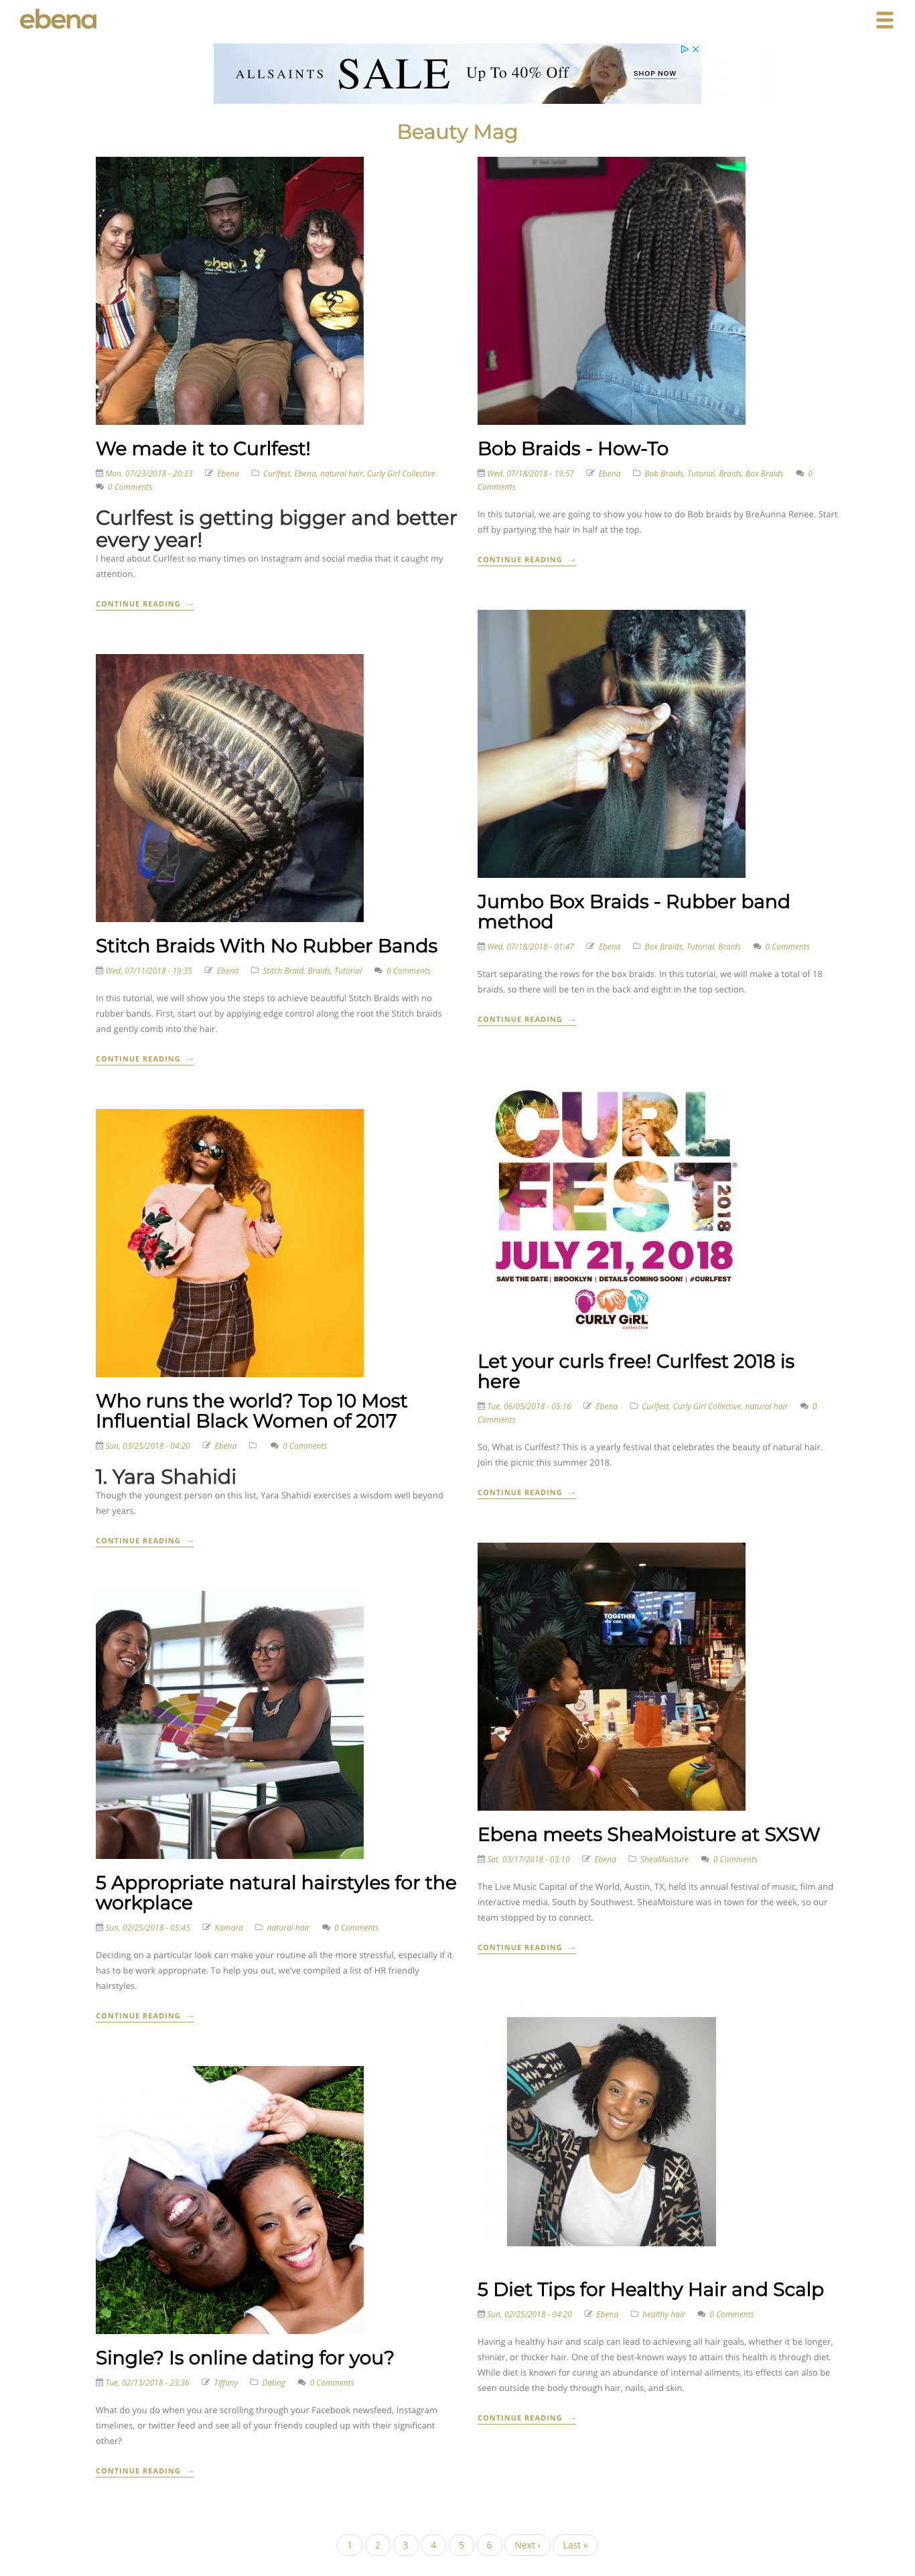 ebena
ALLSAINTS SALE Up To 40% Off SHOP NOW
Beauty Mag
We made it to Curlfest!
Mon, 07/23/2018 - 20:33 Ebena Curlfest, Ebena, natural hair, Curly Girl Collective
0 Comments
Curlfest is getting bigger and better
every year!
I heard about Curlfest so many times on Instagram and social media that it caught my
attention.
CONTINUE READING →
Bob Braids - How-To
Wed, 07/18/2018 - 19:57 Ebena Bob Braids, Tutorial, Braids, Box Braids 0
Comments
In this tutorial, we are going to show you how to do Bob braids by BreAunna Renee. Start
off by partying the hair in half at the top.
CONTINUE READING →
Stitch Braids With No Rubber Bands
Wed, 07/11/2018 - 19:35 Ebena Stitch Braid, Braids, Tutorial 0 Comments
In this tutorial, we will show you the steps to achieve beautiful Stitch Braids with no
rubber bands. First, start out by applying edge control along the root the Stitch braids
and gently comb into the hair.
CONTINUE READING →
Jumbo Box Braids - Rubber band
method
Wed, 07/18/2018 - 01:47 Ebena Box Braids, Tutorial, Braids 0 Comments
Start separating the rows for the box braids. In this tutorial, we will make a total of 18
braids, so there will be ten in the back and eight in the top section.
CONTINUE READING →
Who runs the world? Top 10 Most
Influential Black Women of 2017
Sun, 03/25/2018 - 04:20 Ebena 0 Comments
1. Yara Shahidi
Though the youngest person on this list, Yara Shahidi exercises a wisdom well beyond
her years.
CONTINUE READING →
CURL
FEST®
2018
JULY 21, 2018
SAVE THE DATE | BROOKLYN | DETAILS COMING SOON! | #CURLFEST
CURLY GIRL
collective
Let your curls free! Curlfest 2018 is
here
Tue, 06/05/2018 - 05:16 Ebena Curlfest, Curly Girl Collective, natural hair 0
Comments
So, What is Curlfest? This is a yearly festival that celebrates the beauty of natural hair.
Join the picnic this summer 2018.
CONTINUE READING →
5 Appropriate natural hairstyles for the
workplace
Sun, 02/25/2018 - 05:45 Kamara natural hair 0 Comments
Deciding on a particular look can make your routine all the more stressful, especially if it
has to be work appropriate. To help you out, we've compiled a list of HR friendly
hairstyles.
CONTINUE READING →
TOGETHER
we can.
Ebena meets SheaMoisture at SXSW
Sat, 03/17/2018 - 03:10 Ebena SheaMoisture 0 Comments
The Live Music Capital of the World, Austin, TX, held its annual festival of music, film and
interactive media, South by Southwest. SheaMoisture was in town for the week, so our
team stopped by to connect.
CONTINUE READING →
Single? Is online dating for you?
Tue, 02/13/2018 - 23:36 Tiffany Dating 0 Comments
What do you do when you are scrolling through your Facebook newsfeed, Instagram
timelines, or twitter feed and see all of your friends coupled up with their significant
other?
CONTINUE READING →
5 Diet Tips for Healthy Hair and Scalp
Sun, 02/25/2018 - 04:20 Ebena healthy hair 0 Comments
Having a healthy hair and scalp can lead to achieving all hair goals, whether it be longer,
shinier, or thicker hair. One of the best-known ways to attain this health is through diet.
While diet is known for curing an abundance of internal ailments, its effects can also be
seen outside the body through hair, nails, and skin.
CONTINUE READING →
1 2 3 4 5 6 Next › Last »